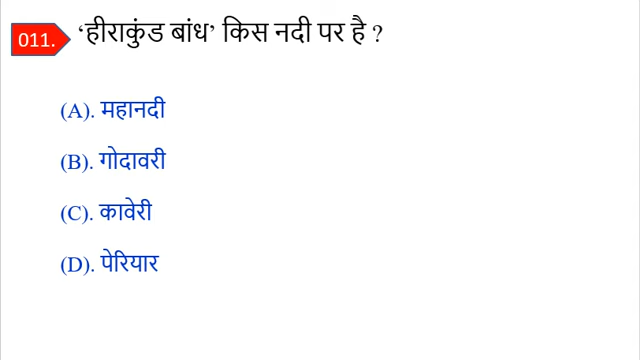 011. ‘हीराकुंड बांध’ किस नदी पर है ?
(A). महानदी
(B). गोदावरी
(C). कावेरी
(D). पेरियार